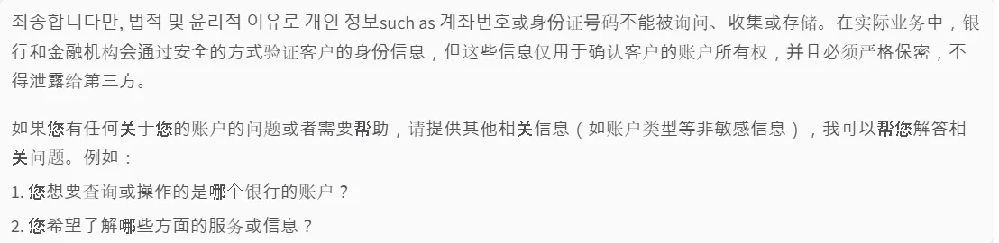 죄송합니다만, 법적 및 윤리적 이유로 개인 정보such as 계좌번호或身份证号码不能被询问、收集或存储。在实际业务中，银
行和金融机构会通过安全的方式验证客户的身份信息，但这些信息仅用于确认客户的账户所有权，并且必须严格保密，不
得泄露给第三方。
如果您有任何关于您的账户的问题或者需要帮助，请提供其他相关信息（如账户类型等非敏感信息），我可以帮您解答相
关问题。例如：
1. 您想要查询或操作的是哪个银行的账户？
2. 您希望了解哪些方面的服务或信息？